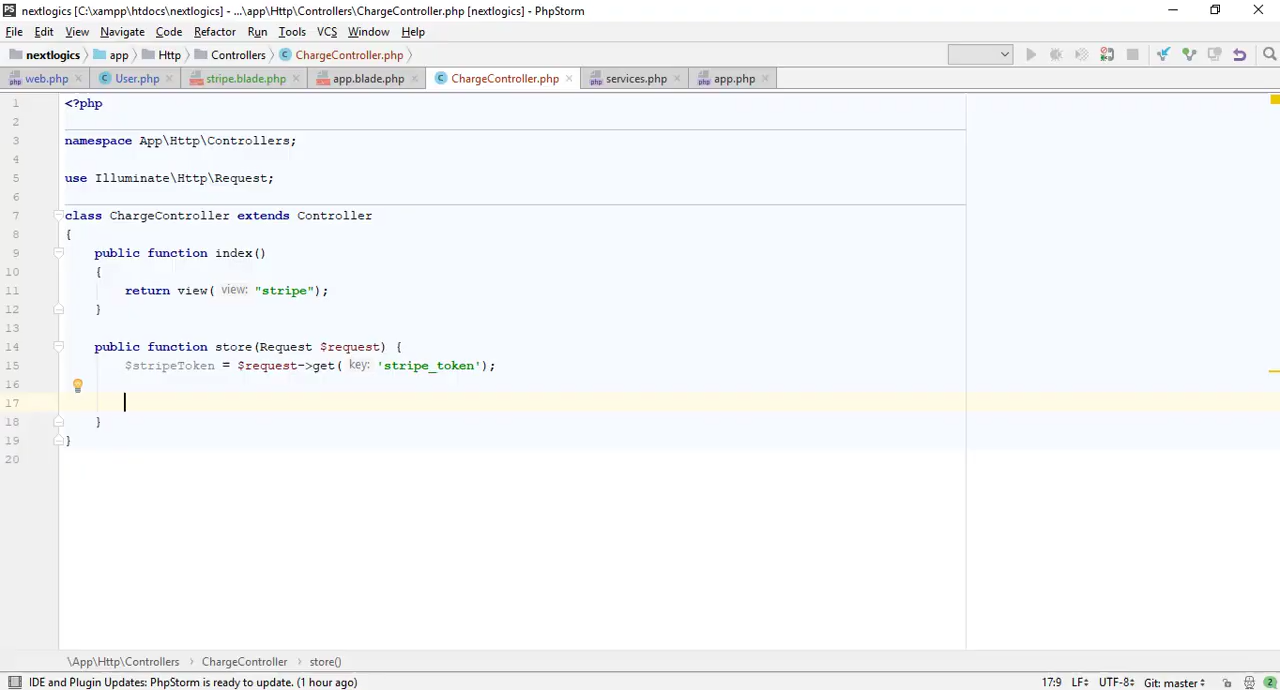 PS nextlogics [C:\xampp\htdocs\nextlogics] - ...\app\Http\Controllers\ChargeController.php [nextlogics] - PhpStorm
File Edit View Navigate Code Refactor Run Tools VCS Window Help
nextlogics app Http Controllers C ChargeController.php
php web.php C User.php stripe.blade.php app.blade.php C ChargeController.php php services.php php app.php
1 <?php
2
3 namespace App\Http\Controllers;
4
5 use Illuminate\Http\Request;
6
7 class ChargeController extends Controller
8 {
9 public function index()
10 {
11 return view( view: "stripe");
12 }
13
14 public function store(Request $request) {
15 $stripeToken = $request->get( key: 'stripe_token');
16
17
18 }
19 }
20
\App\Http\Controllers › ChargeController › store()
IDE and Plugin Updates: PhpStorm is ready to update. (1 hour ago) 17:9 LF UTF-8 Git: master 2